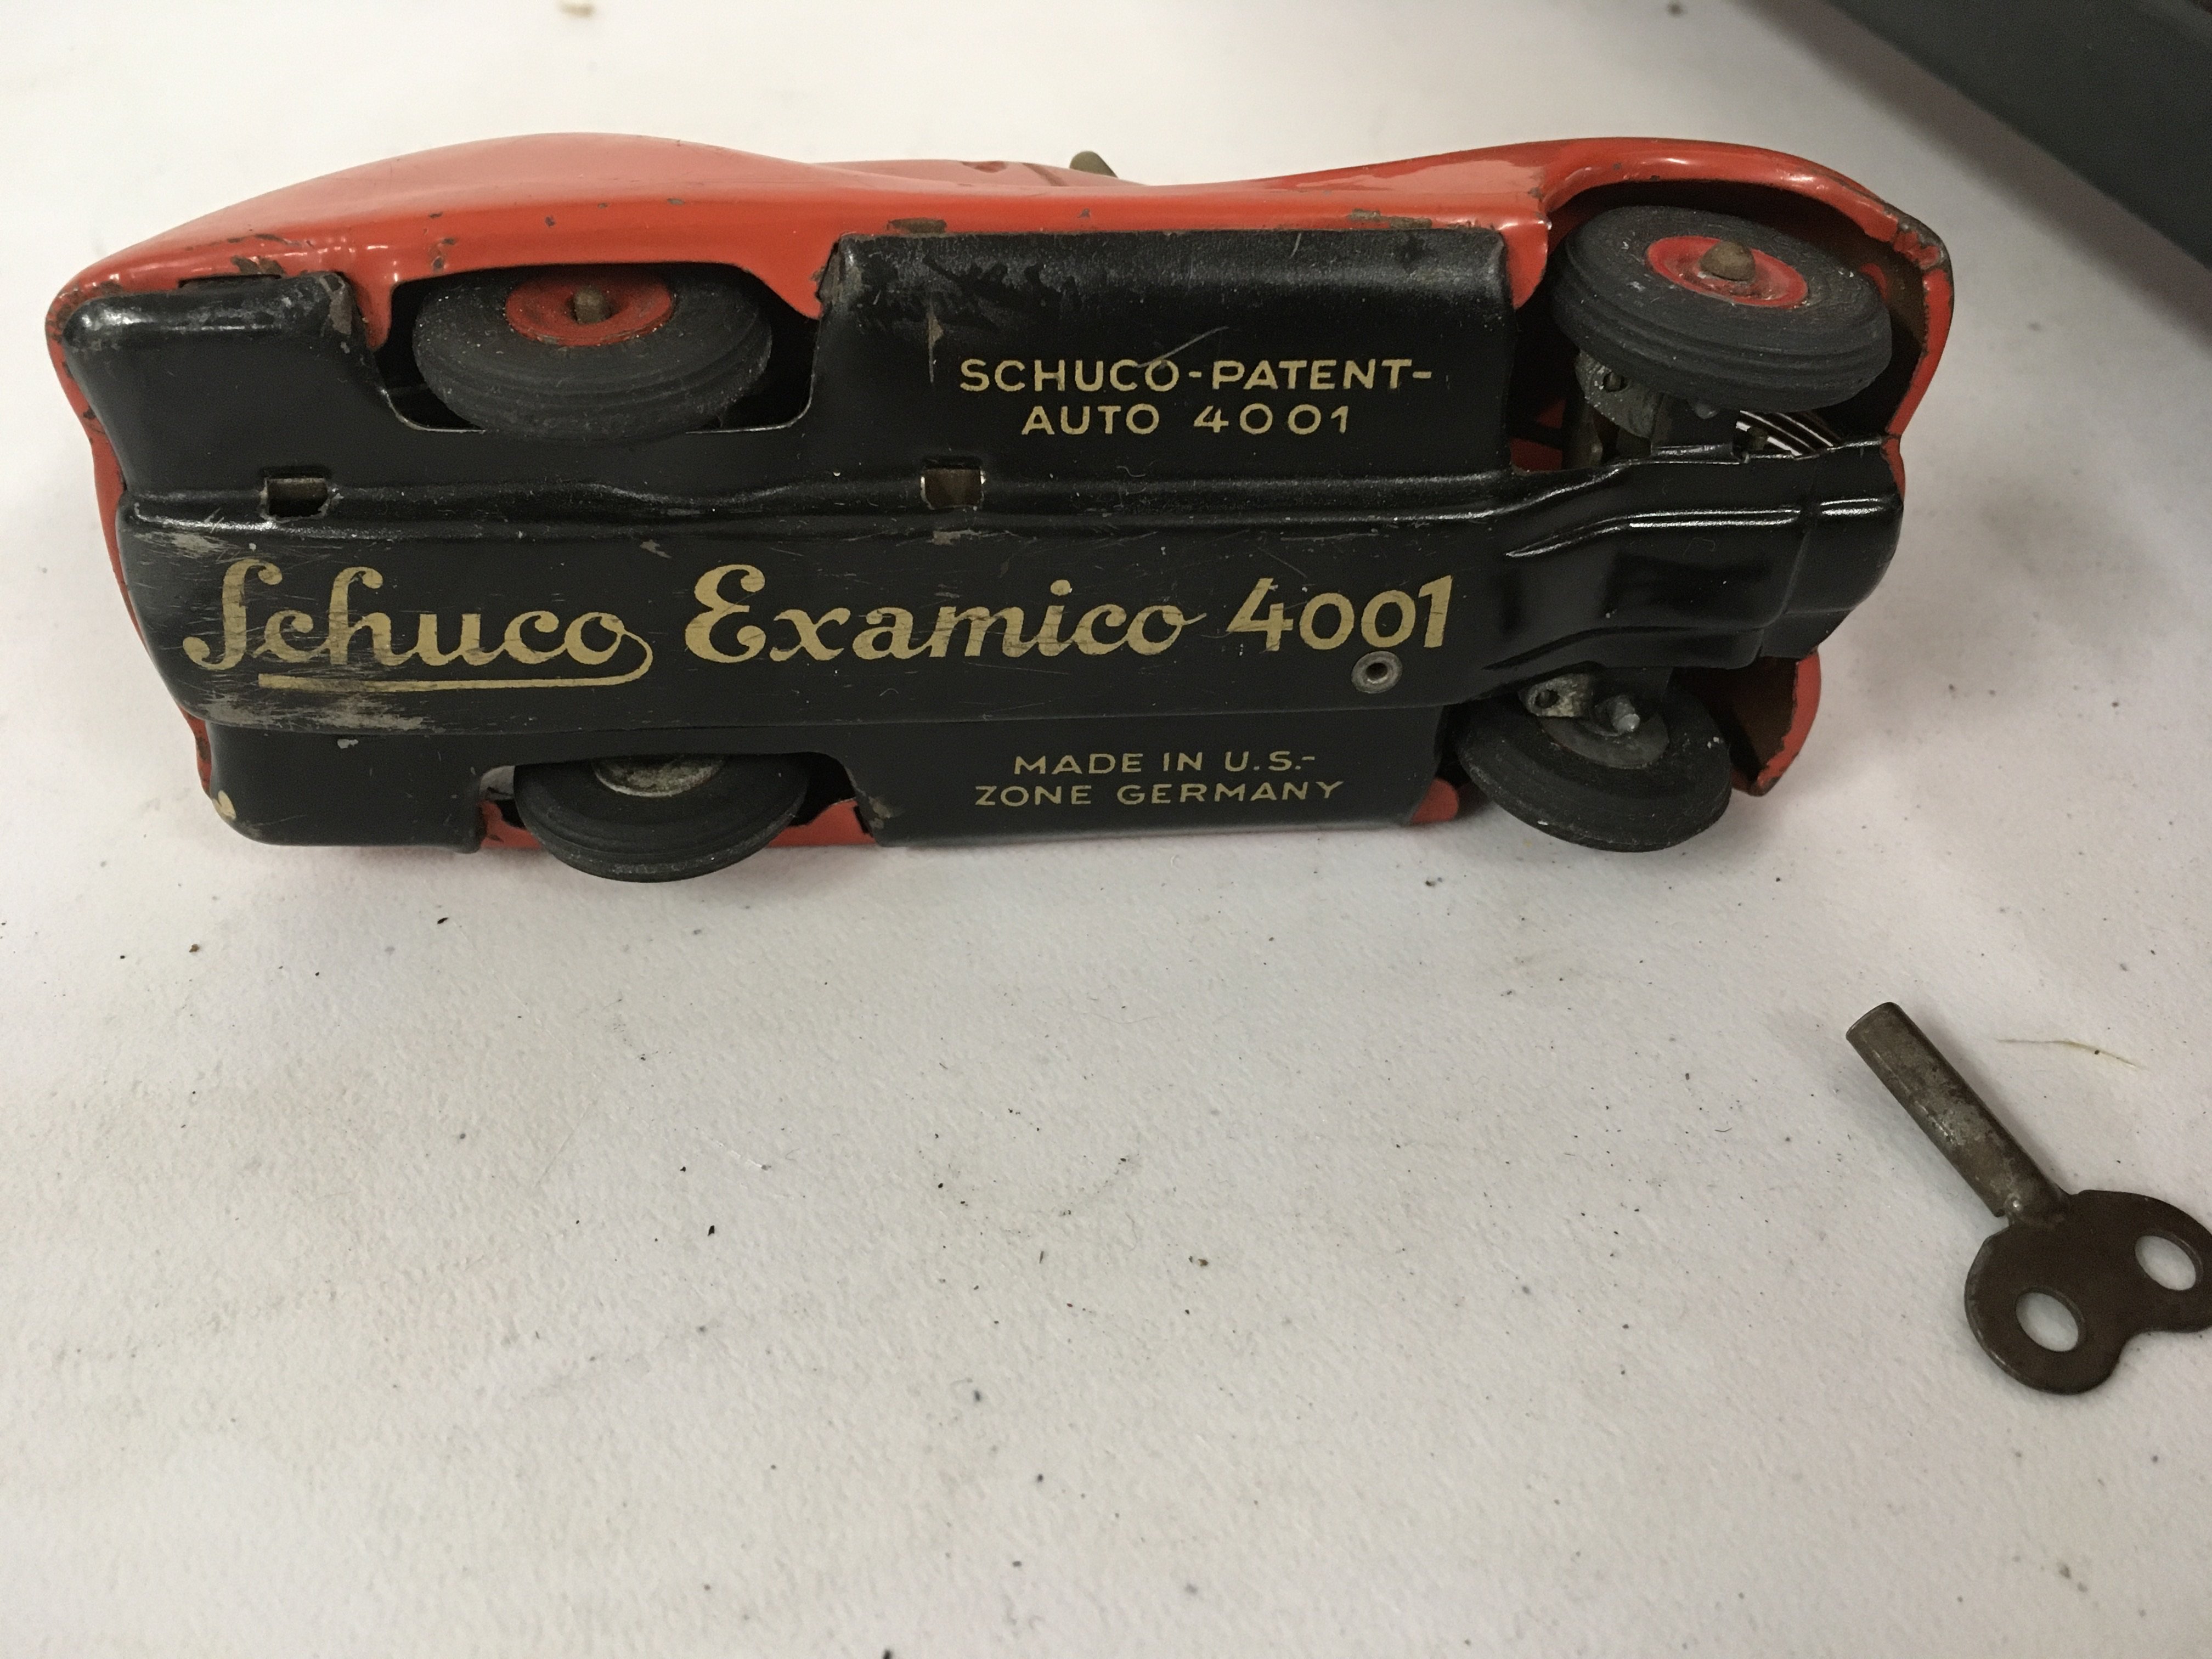 SCHUCO-PATENT-
AUTO 4001
Schuco Examico 4001
MADE IN U.S.-
ZONE GERMANY